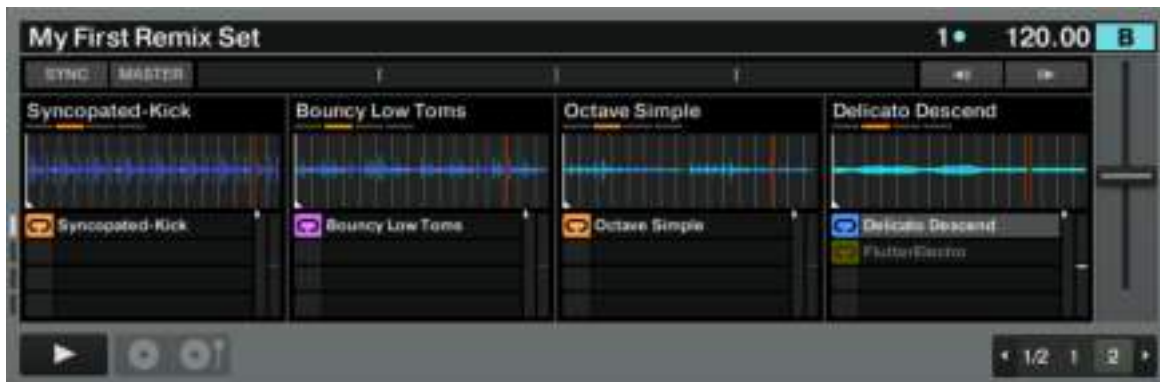 My First Remix Set 1 120.00 B
SYNC MASTER
Syncopated-Kick Bouncy Low Toms Octave Simple Delicato Descend
Syncopated-Kick Bouncy Low Toms Octave Simple Delicato Descend
FlutterElectro
1/2 1 2